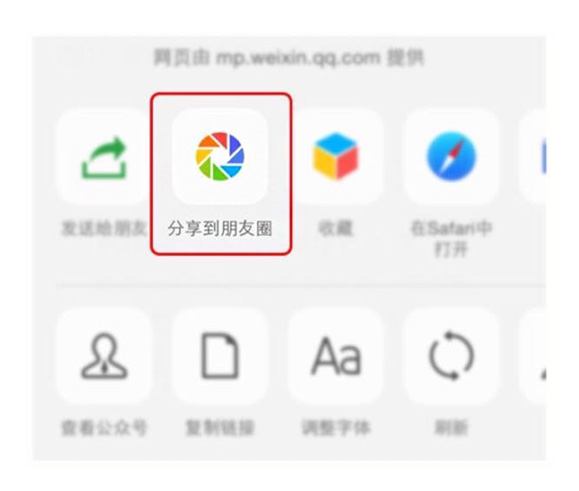 网页由 mp.weixin.qq.com 提供
发送给朋友
分享到朋友圈
收藏
在Safari中
打开
Aa
查看公众号
复制链接
调整字体
刷新